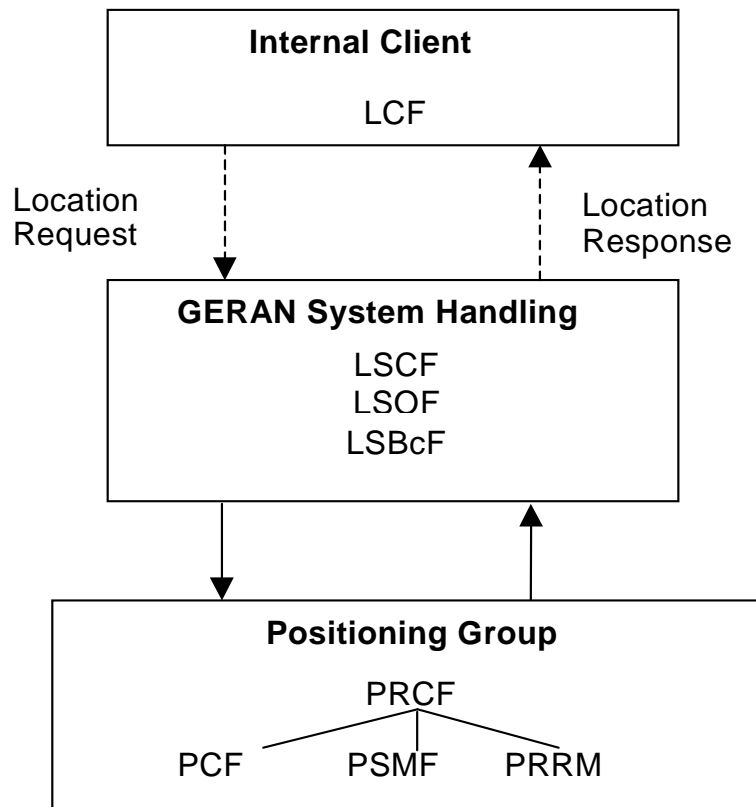 Internal Client
LCF
Location
Request
Location
Response
GERAN System Handling
LSCF
LSOF
LSBcF
Positioning Group
PRCF
PCF PSMF PRRM